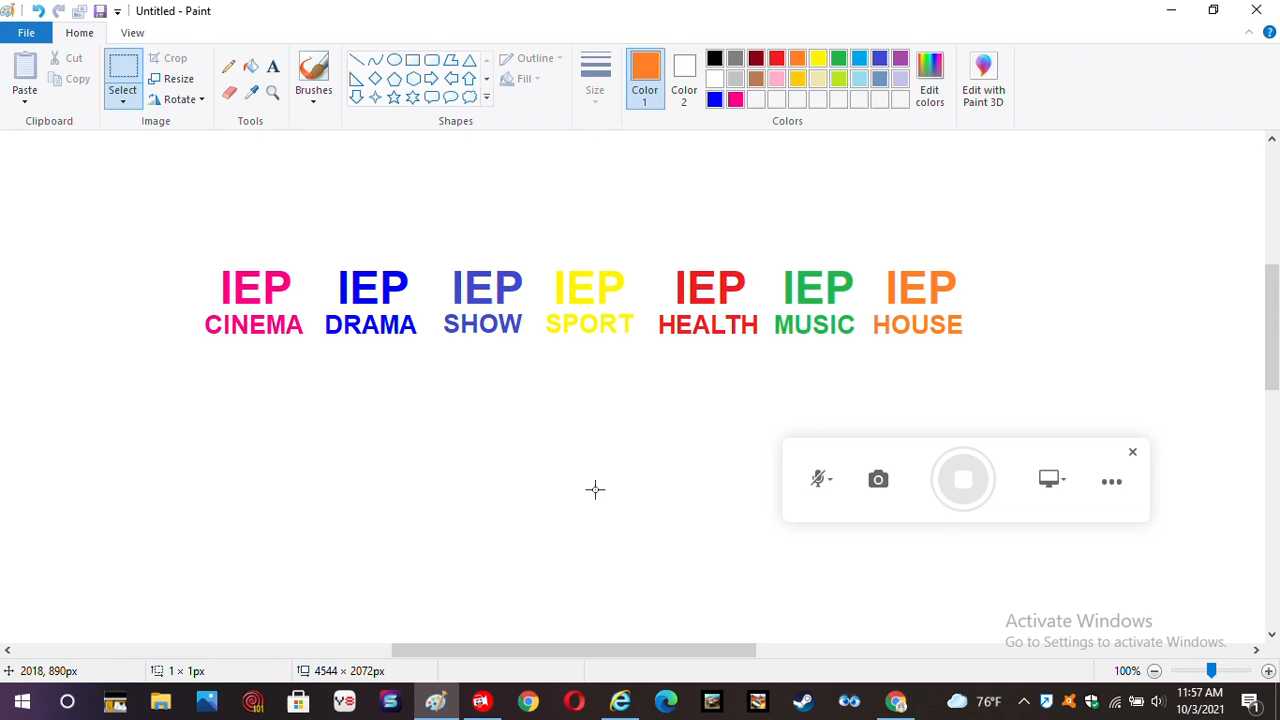 Untitled - Paint
File Home View
Paste
Cut
Copy
Clipboard
Select
Crop
Resize
Rotate
Image
Tools
Brushes
Outline
Fill
Shapes
Size
Color 1
Color 2
Colors
Edit colors
Edit with Paint 3D
IEP IEP IEP IEP IEP IEP IEP
CINEMA DRAMA SHOW SPORT HEALTH MUSIC HOUSE
Activate Windows
Go to Settings to activate Windows.
2018, 890px 1 × 1px 4544 × 2072px 100%
76°F 11:57 AM
10/3/2021